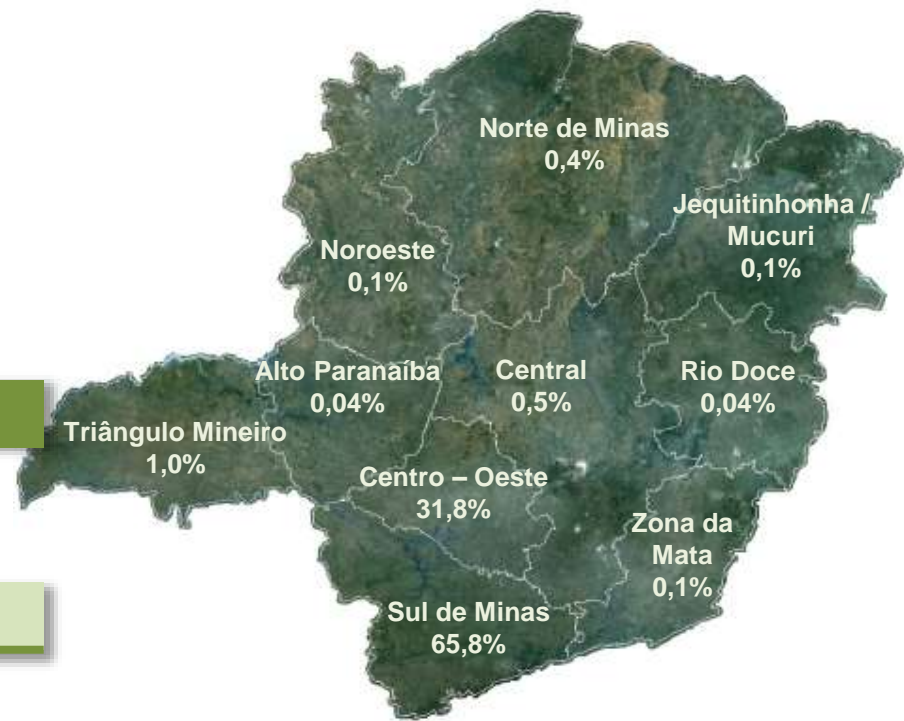 Norte de Minas
0,4%
Jequitinhonha /
Mucuri
0,1%
Noroeste
0,1%
Alto Paranaíba
0,04%
Central
0,5%
Rio Doce
0,04%
Triângulo Mineiro
1,0%
Centro – Oeste
31,8%
Zona da
Mata
0,1%
Sul de Minas
65,8%